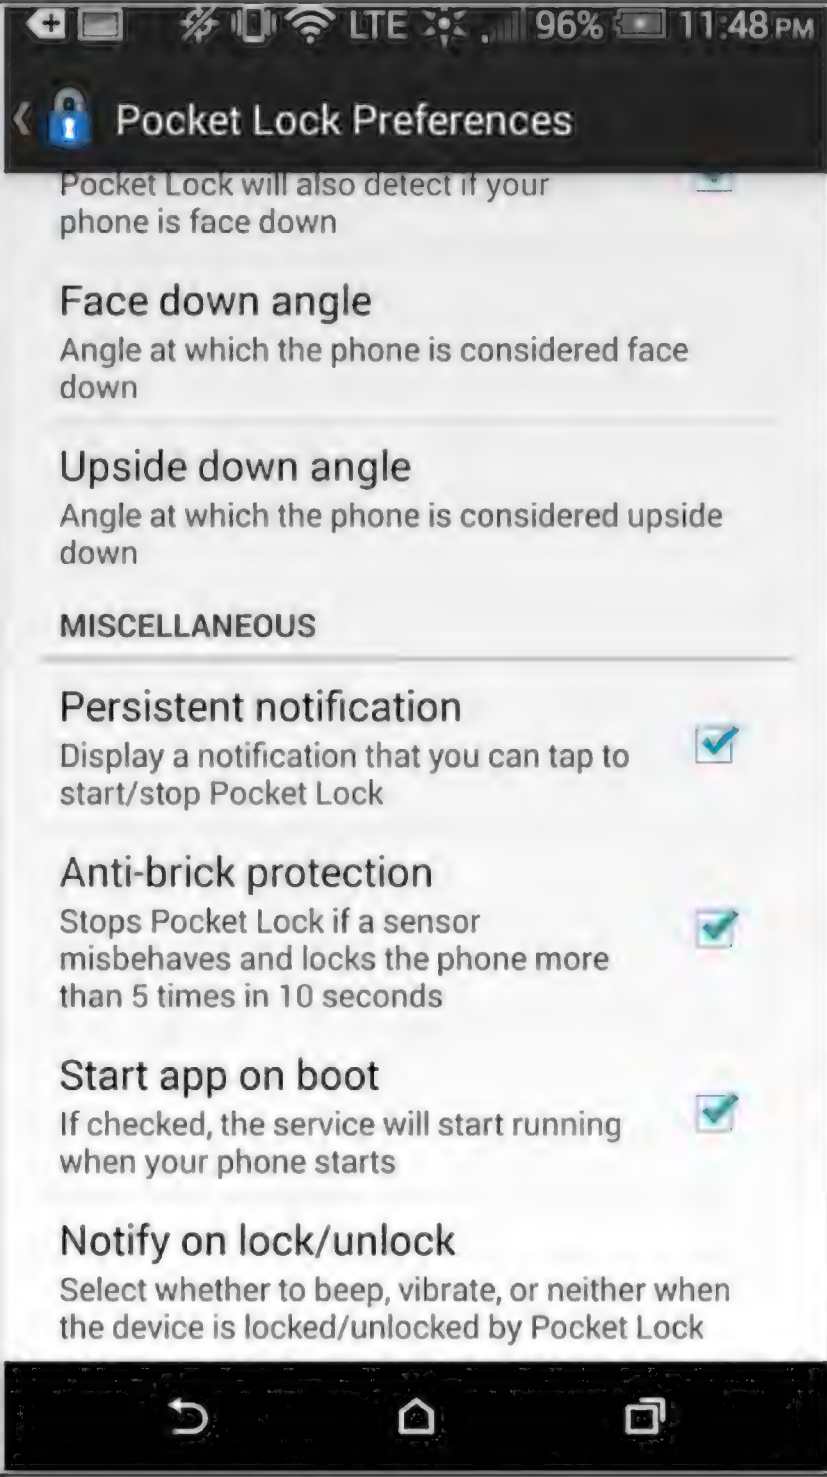 LTE 96% 11:48 PM
Pocket Lock Preferences
Pocket Lock will also detect if your
phone is face down
Face down angle
Angle at which the phone is considered face
down
Upside down angle
Angle at which the phone is considered upside
down
MISCELLANEOUS
Persistent notification
Display a notification that you can tap to
start/stop Pocket Lock
Anti-brick protection
Stops Pocket Lock if a sensor
misbehaves and locks the phone more
than 5 times in 10 seconds
Start app on boot
If checked, the service will start running
when your phone starts
Notify on lock/unlock
Select whether to beep, vibrate, or neither when
the device is locked/unlocked by Pocket Lock